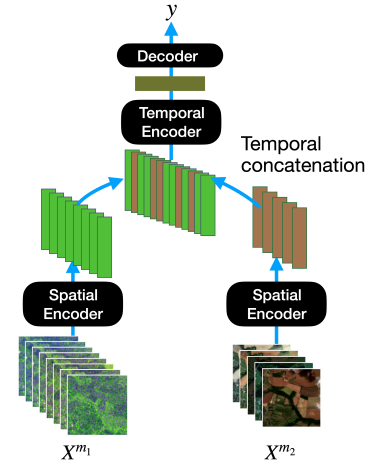 y
Decoder
Temporal
Encoder
Temporal
concatenation
Spatial
Encoder
Spatial
Encoder
X^{m_1}
X^{m_2}